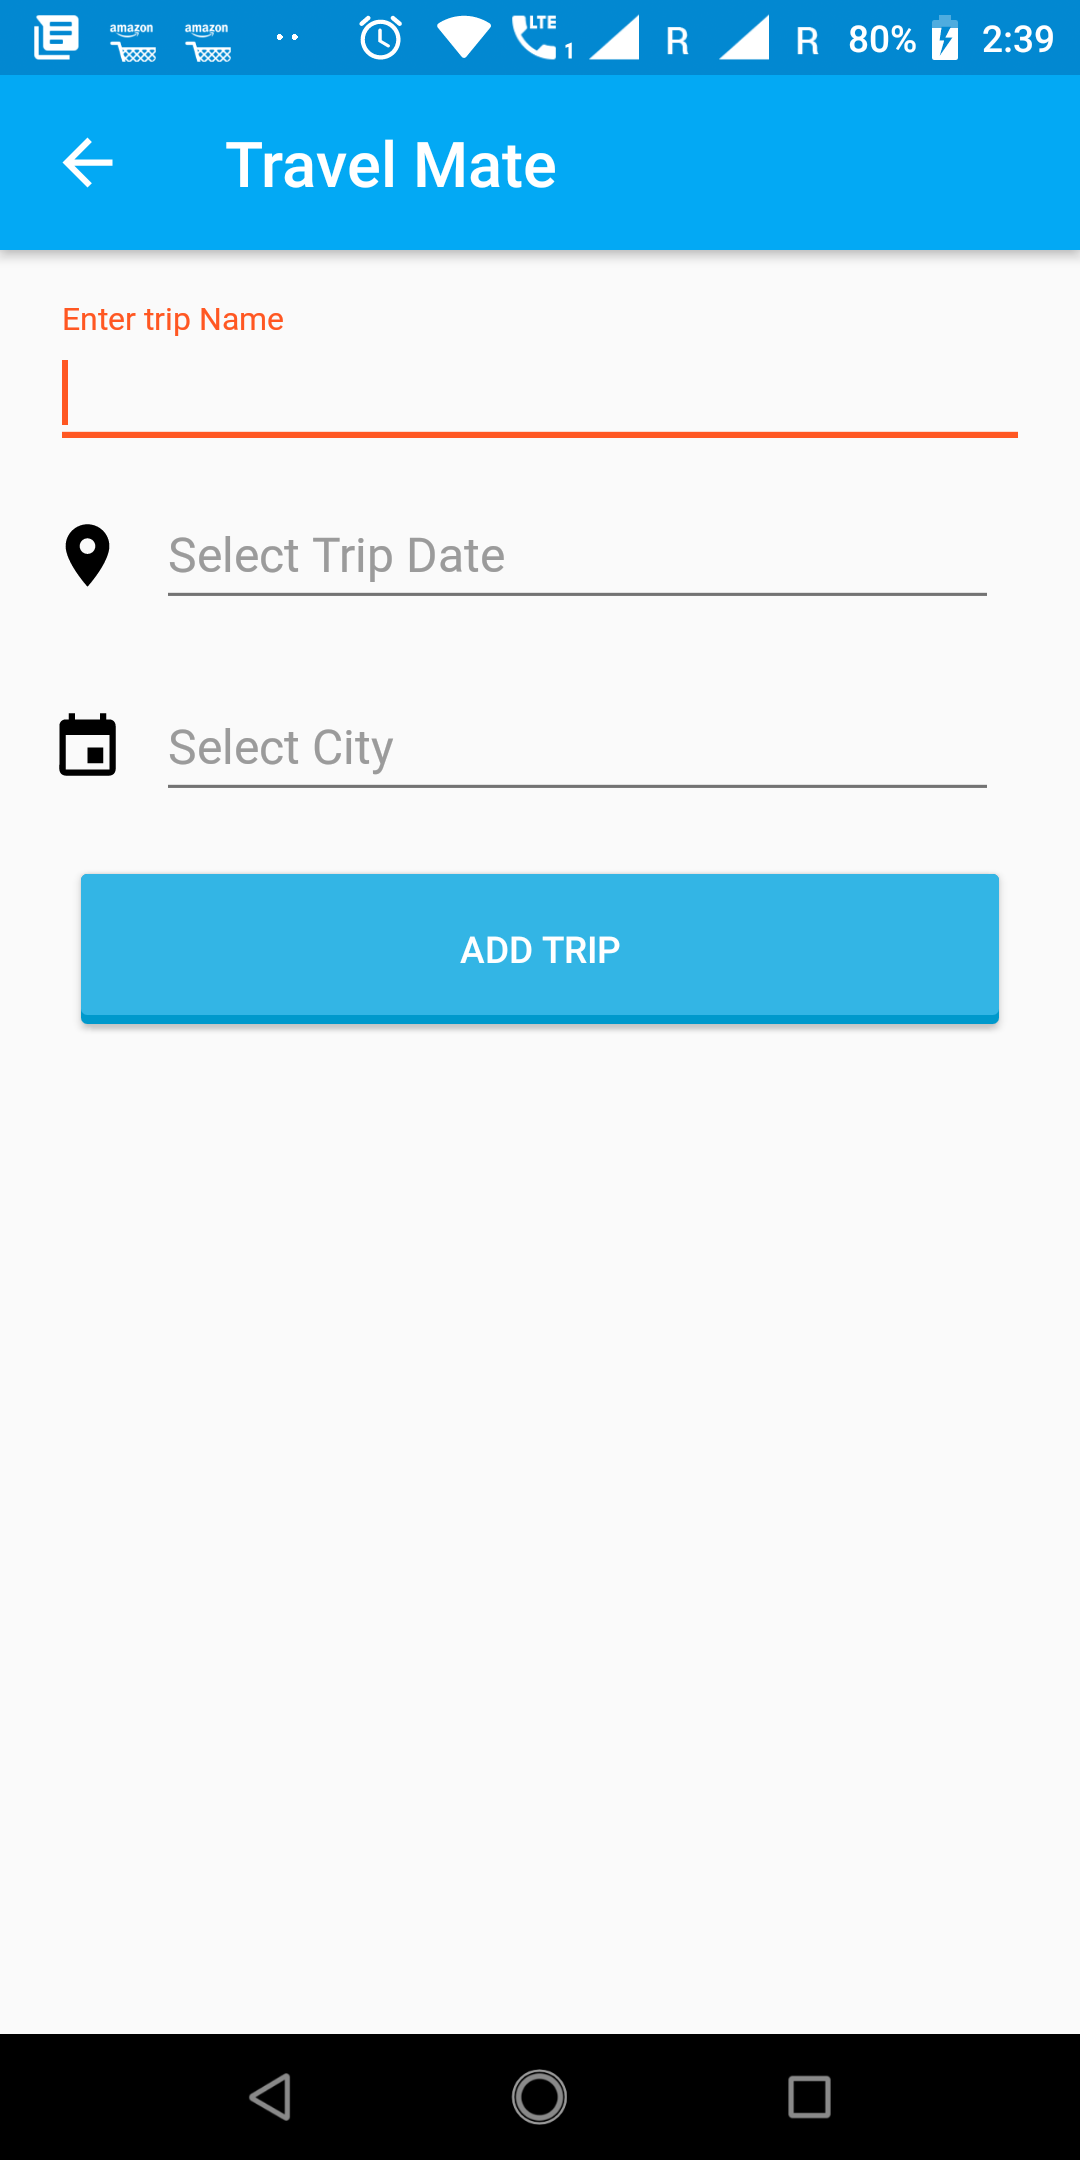 amazon amazon LTE 1 R R 80% 2:39
Travel Mate
Enter trip Name
Select Trip Date
Select City
ADD TRIP